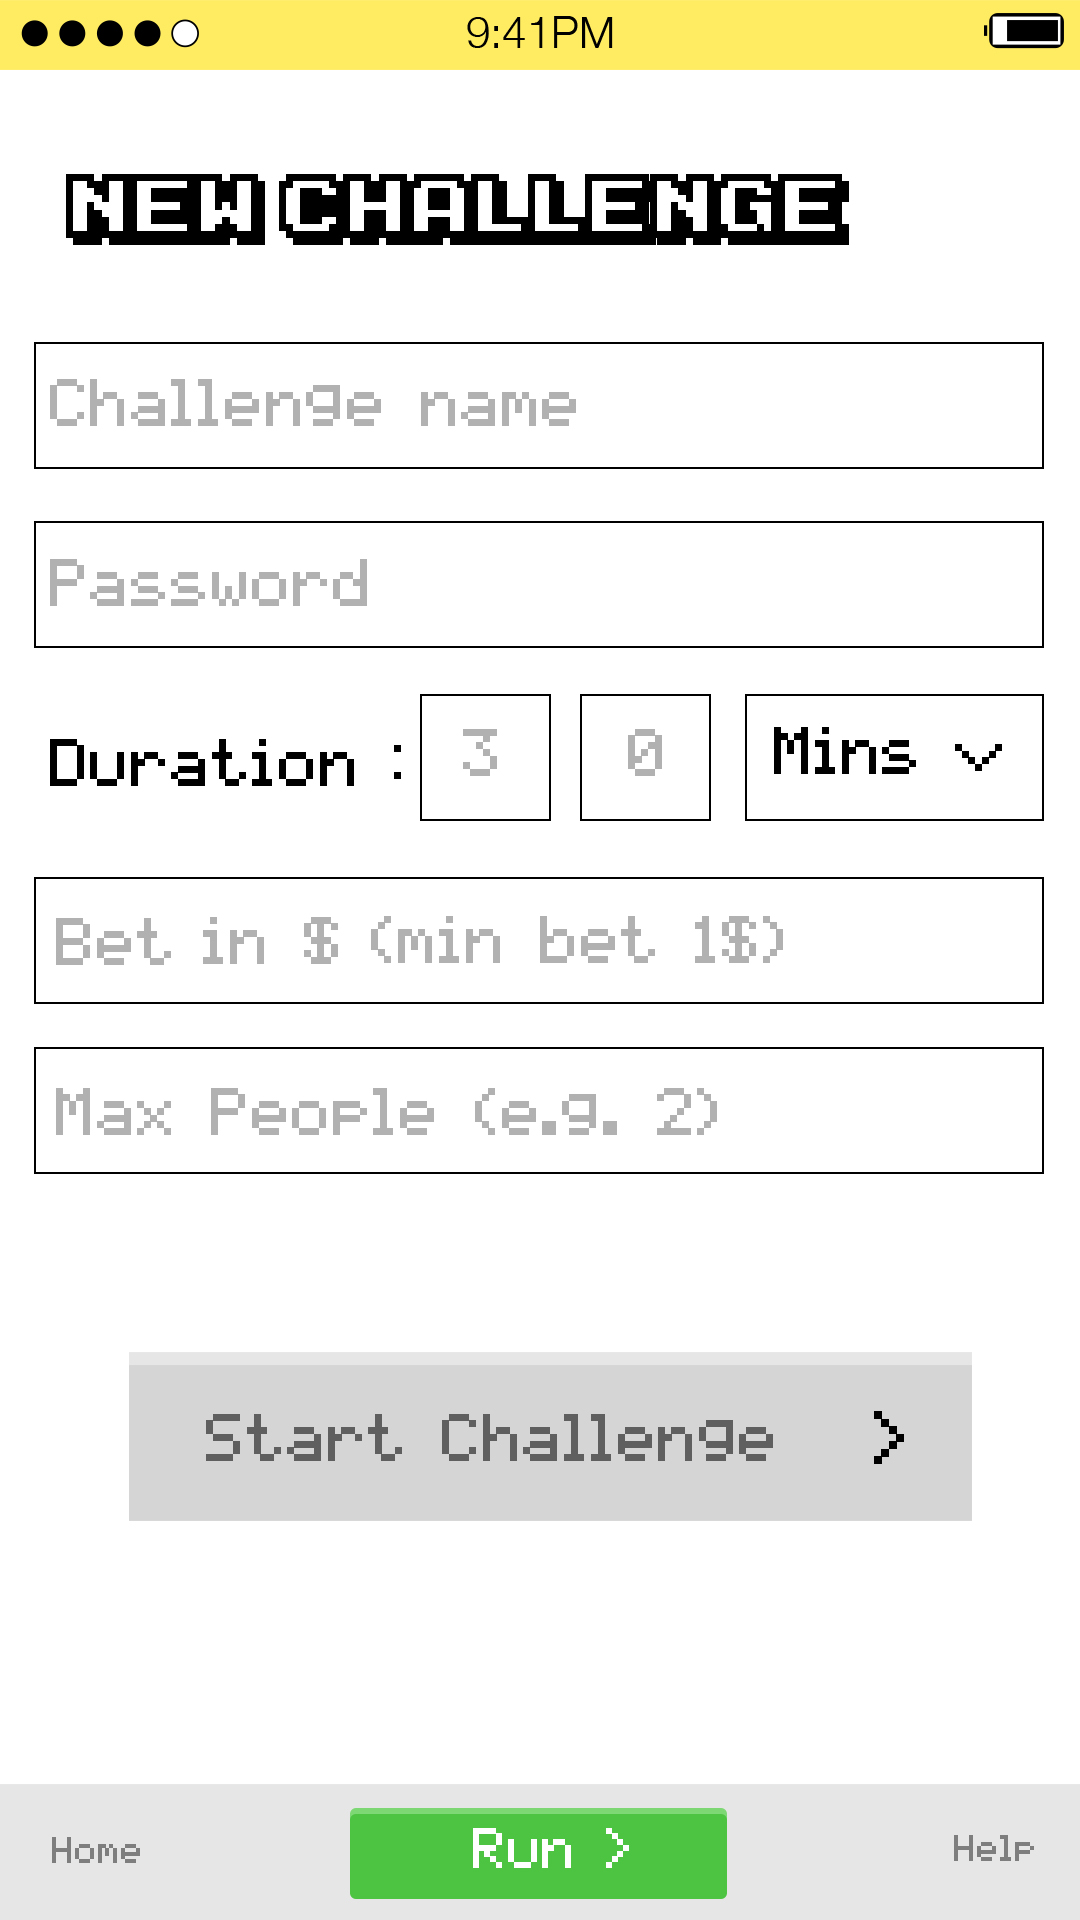 9:41PM
NEW CHALLENGE
Challenge name
Password
Duration : 3 0 Mins
Bet in $ (min bet 1$)
Max People (e.g. 2)
Start Challenge >
Home Run > Help